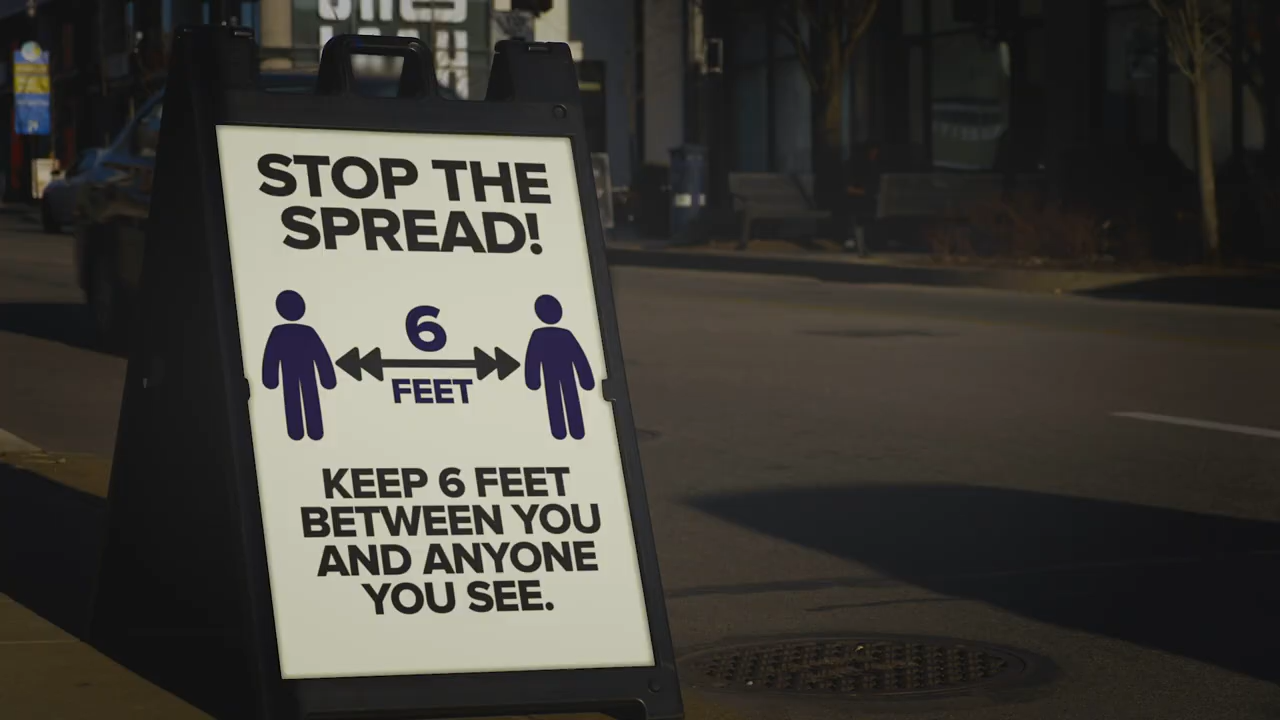 STOP THE
SPREAD!
6
FEET
KEEP 6 FEET
BETWEEN YOU
AND ANYONE
YOU SEE.